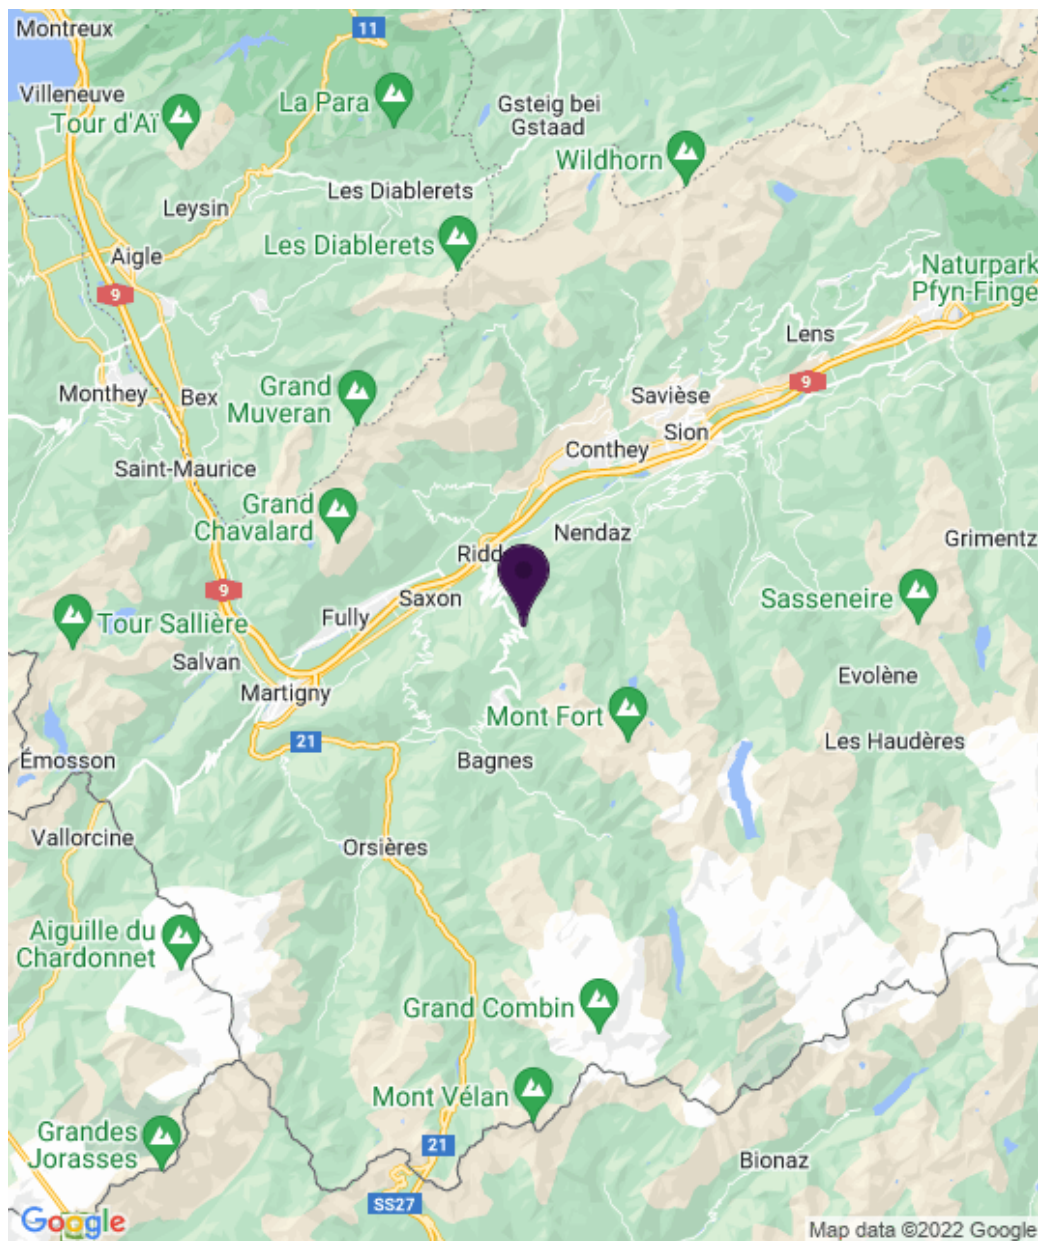 Montreux
11
Villeneuve
Tour d'Aï
La Para
Gsteig bei
Gstaad
Wildhorn
Leysin
Les Diablerets
Les Diablerets
Aigle
9
Naturpark
Pfyn-Finge
Lens
9
Monthey
Bex
Grand
Muveran
Savièse
Sion
Conthey
Saint-Maurice
Grand
Chavalard
Nendaz
Grimentz
Ridd
9
Saxon
Fully
Sasseneire
Tour Sallière
Salvan
Martigny
Evolène
Mont Fort
21
Bagnes
Les Haudères
Émosson
Vallorcine
Orsières
Aiguille du
Chardonnet
Grand Combin
Mont Vélan
Grandes
Jorasses
21
Bionaz
SS27
Google
Map data ©2022 Google